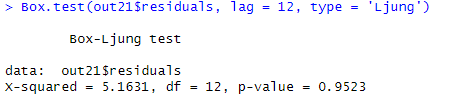 > Box.test(out21$residuals, lag = 12, type = 'Ljung')
Box-Ljung test
data:  out21$residuals
X-squared = 5.1631, df = 12, p-value = 0.9523